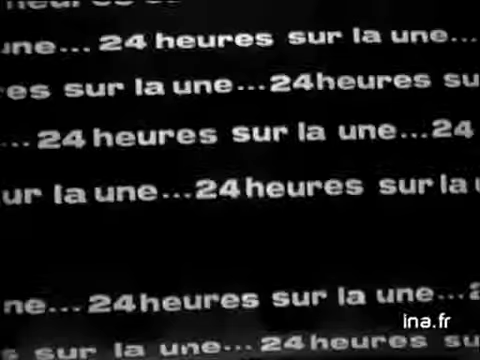 une... 24 heures sur la une...
es sur la une...24 heures su
... 24 heures sur la une...24
ur la une...24 heures sur la
ne...24 heures sur la une...
ina.fr
s sur la une...24 heures su